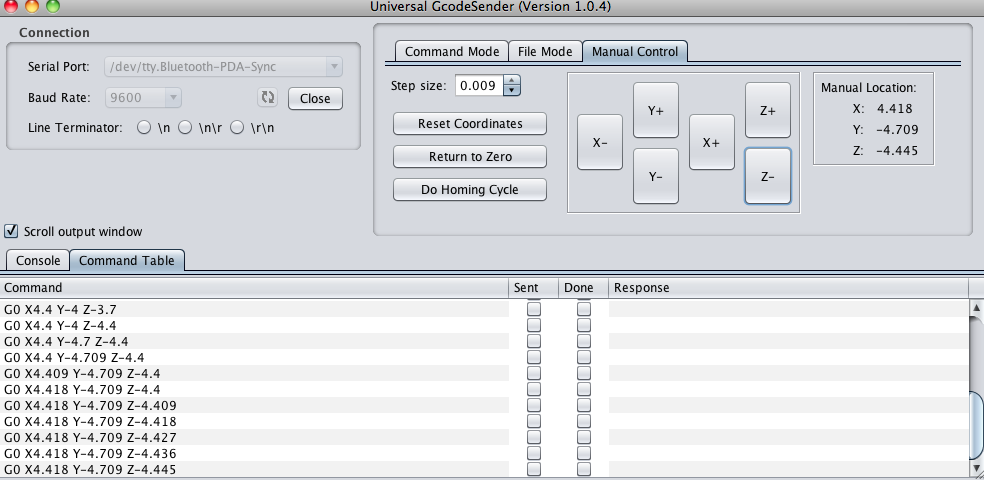 Universal GcodeSender (Version 1.0.4)
Connection
Serial Port: /dev/tty.Bluetooth-PDA-Sync
Baud Rate: 9600 Close
Line Terminator: \n \n\r \r\n
Command Mode File Mode Manual Control
Step size: 0.009
Reset Coordinates
Return to Zero
Do Homing Cycle
X- Y+ Y- X+ Z+ Z-
Manual Location:
X: 4.418
Y: -4.709
Z: -4.445
Scroll output window
Console Command Table
Command Sent Done Response
G0 X4.4 Y-4 Z-3.7
G0 X4.4 Y-4 Z-4.4
G0 X4.4 Y-4.7 Z-4.4
G0 X4.4 Y-4.709 Z-4.4
G0 X4.409 Y-4.709 Z-4.4
G0 X4.418 Y-4.709 Z-4.4
G0 X4.418 Y-4.709 Z-4.409
G0 X4.418 Y-4.709 Z-4.418
G0 X4.418 Y-4.709 Z-4.427
G0 X4.418 Y-4.709 Z-4.436
G0 X4.418 Y-4.709 Z-4.445